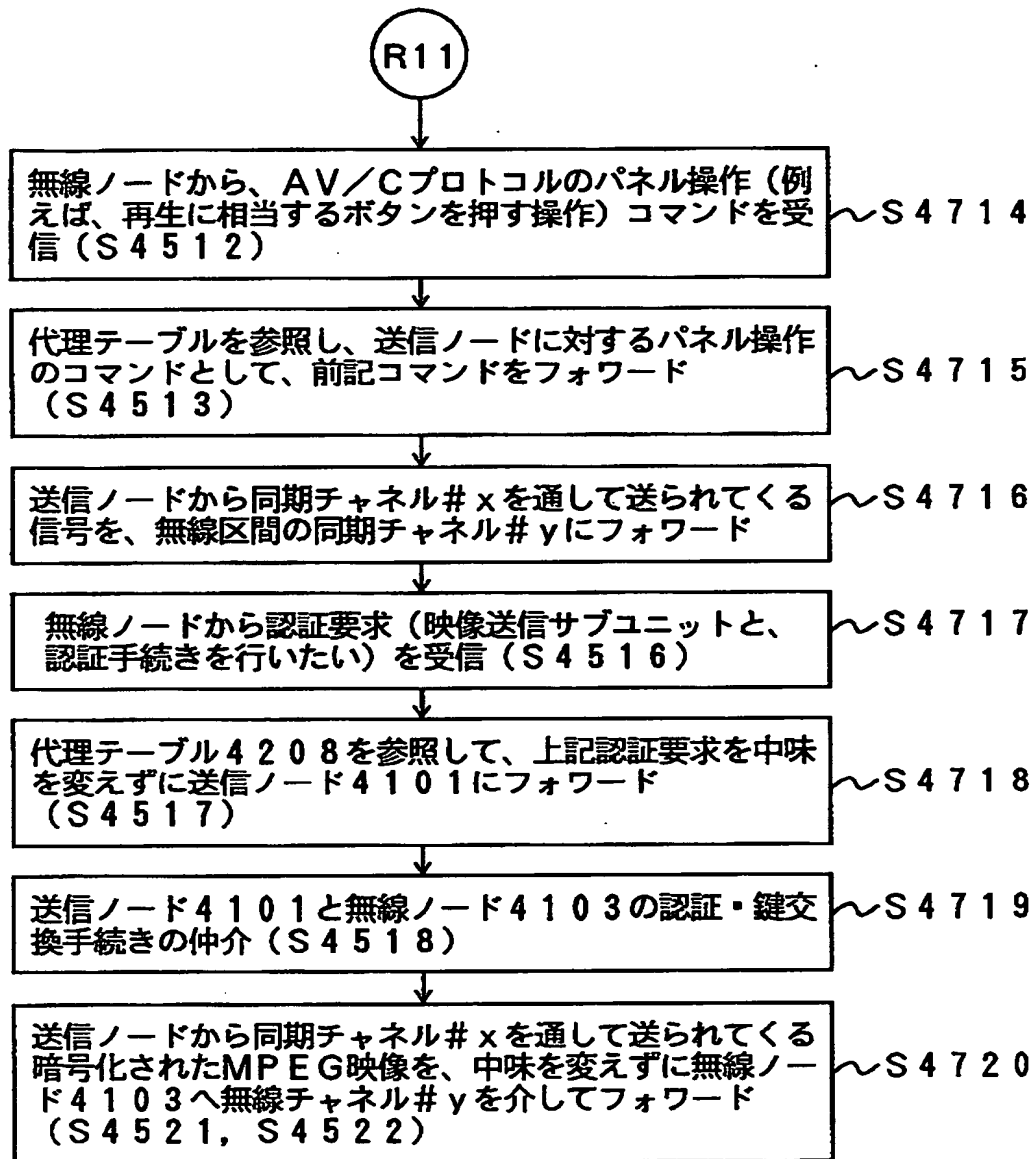 R11
無線ノードから、AV/Cプロトコルのパネル操作(例
えば、再生に相当するボタンを押す操作)コマンドを受
信(S4512)
S4714
代理テーブルを参照し、送信ノードに対するパネル操作
のコマンドとして、前記コマンドをフォワード
(S4513)
S4715
送信ノードから同期チャネル#xを通して送られてくる
信号を、無線区間の同期チャネル#yにフォワード
S4716
無線ノードから認証要求(映像送信サブユニットと、
認証手続きを行いたい)を受信(S4516)
S4717
代理テーブル4208を参照して、上記認証要求を中味
を変えずに送信ノード4101にフォワード
(S4517)
S4718
送信ノード4101と無線ノード4103の認証・鍵交
換手続きの仲介(S4518)
S4719
送信ノードから同期チャネル#xを通して送られてくる
暗号化されたMPEG映像を、中味を変えずに無線ノー
ド4103へ無線チャネル#yを介してフォワード
(S4521,S4522)
S4720